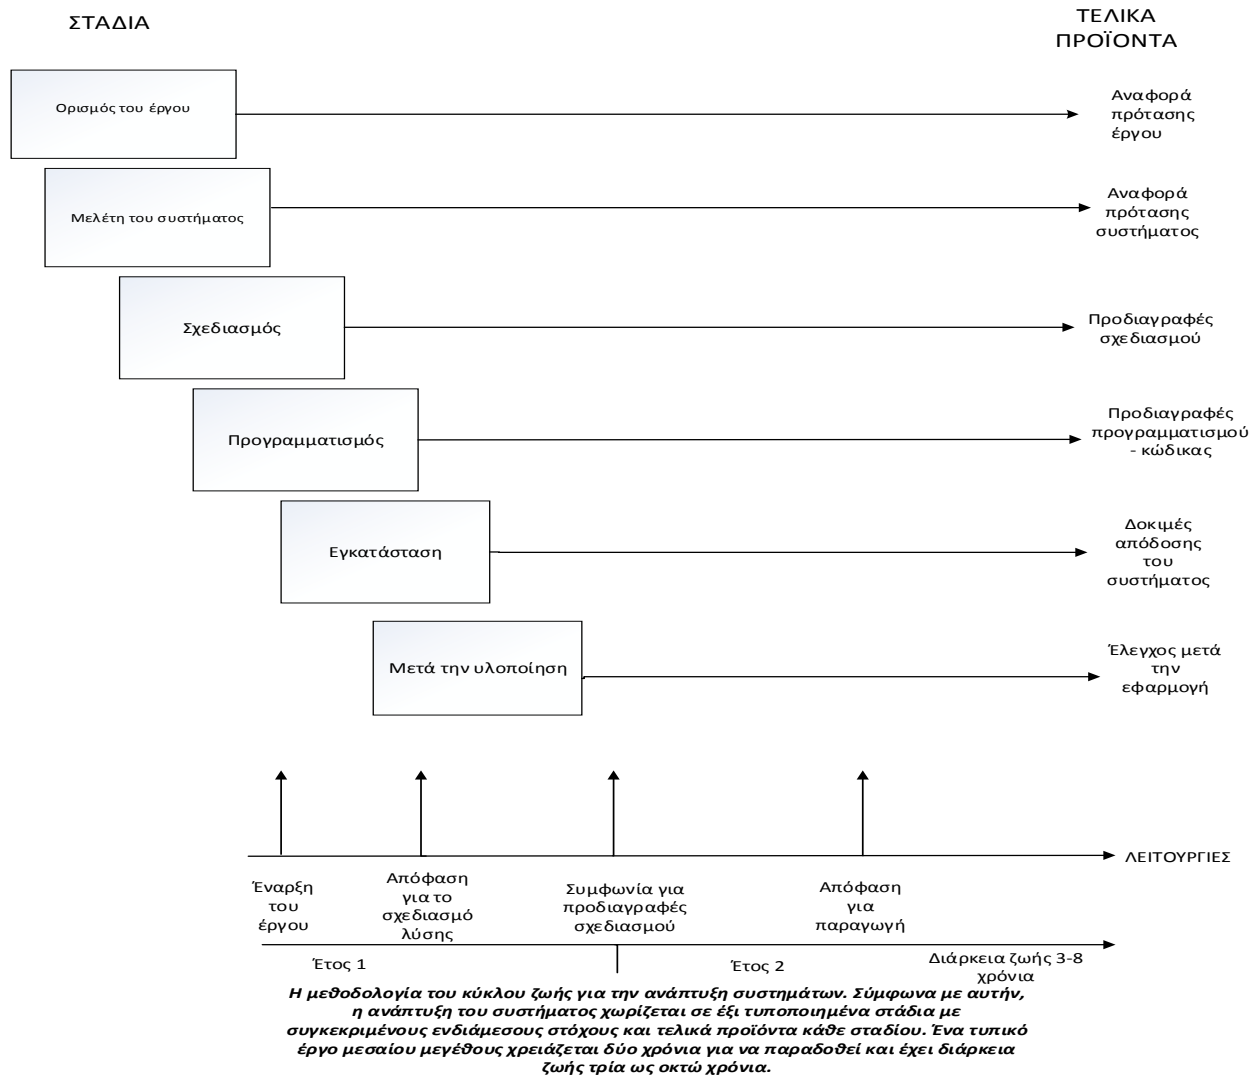 ΣΤΑΔΙΑ
ΤΕΛΙΚΑ
ΠΡΟΪΟΝΤΑ
Ορισμός του έργου
Αναφορά
πρότασης
έργου
Μελέτη του συστήματος
Αναφορά
πρότασης
συστήματος
Σχεδιασμός
Προδιαγραφές
σχεδιασμού
Προγραμματισμός
Προδιαγραφές
προγραμματισμού
- κώδικας
Εγκατάσταση
Δοκιμές
απόδοσης
του
συστήματος
Μετά την υλοποίηση
Έλεγχος μετά
την
εφαρμογή
ΛΕΙΤΟΥΡΓΙΕΣ
Έναρξη
του
έργου
Απόφαση
για το
σχεδιασμό
λύσης
Συμφωνία για
προδιαγραφές
σχεδιασμού
Απόφαση
για
παραγωγή
Έτος 1
Έτος 2
Διάρκεια ζωής 3-8
χρόνια
Η μεθοδολογία του κύκλου ζωής για την ανάπτυξη συστημάτων. Σύμφωνα με αυτήν,
η ανάπτυξη του συστήματος χωρίζεται σε έξι τυποποιημένα στάδια με
συγκεκριμένους ενδιάμεσους στόχους και τελικά προϊόντα κάθε σταδίου. Ένα τυπικό
έργο μεσαίου μεγέθους χρειάζεται δύο χρόνια για να παραδοθεί και έχει διάρκεια
ζωής τρία ως οκτώ χρόνια.